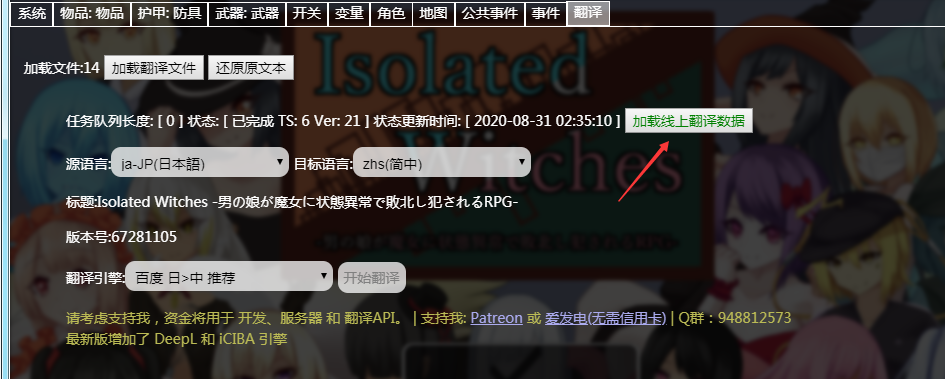 系统 物品: 物品 护甲: 防具 武器: 武器 开关 变量 角色 地图 公共事件 事件 翻译
加载文件:14 加载翻译文件 还原原文本
Isolated
Witches
任务队列长度: [ 0 ] 状态: [ 已完成 TS: 6 Ver: 21 ] 状态更新时间: [ 2020-08-31 02:35:10 ] 加载线上翻译数据
源语言: ja-JP(日本語) 目标语言: zhs(简中)
标题:Isolated Witches -男の娘が魔女に状態異常で敗北し犯されるRPG-
版本号:67281105
翻译引擎: 百度 日>中 推荐 开始翻译
请考虑支持我，资金将用于 开发、服务器 和 翻译API。 | 支持我: Patreon 或 爱发电(无需信用卡) | Q群：948812573
最新版增加了 DeepL 和 iCIBA 引擎